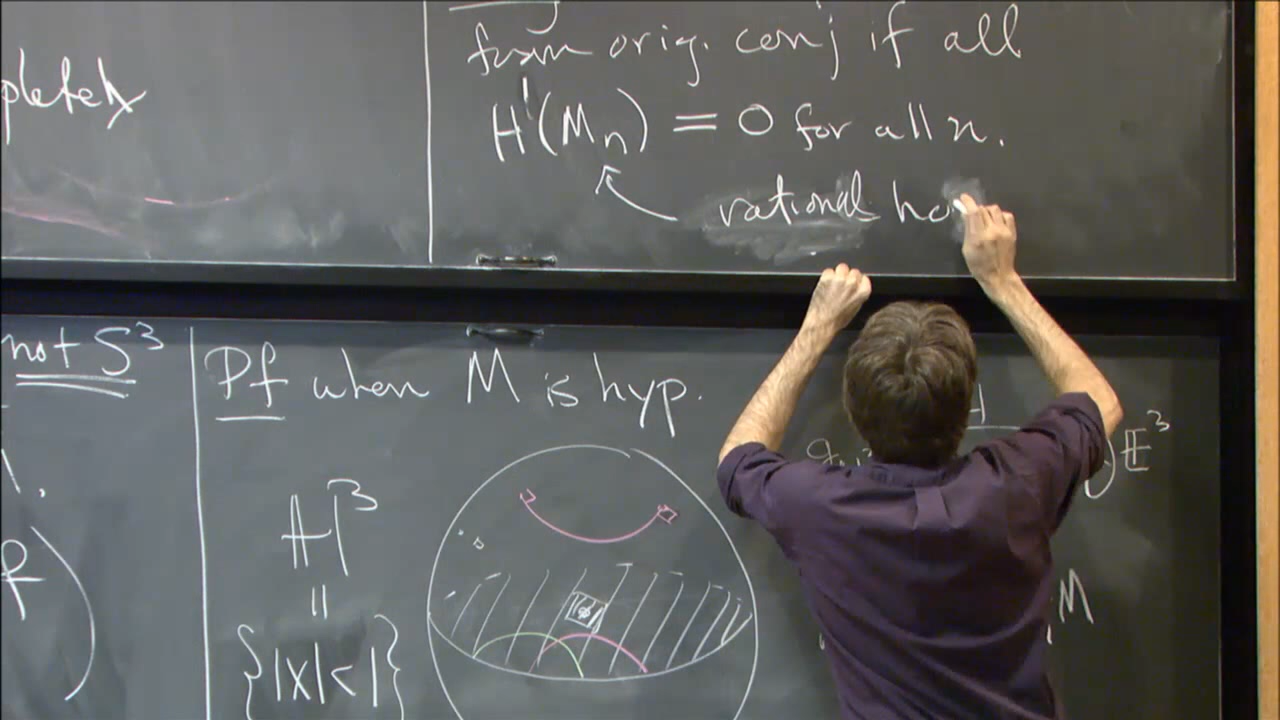 pletely
from orig. conj if all
H¹(Mn) = 0 for all n.
rational ho
not S³
Pf when M is hyp.
H³
=
{|x|<1}
E³
M